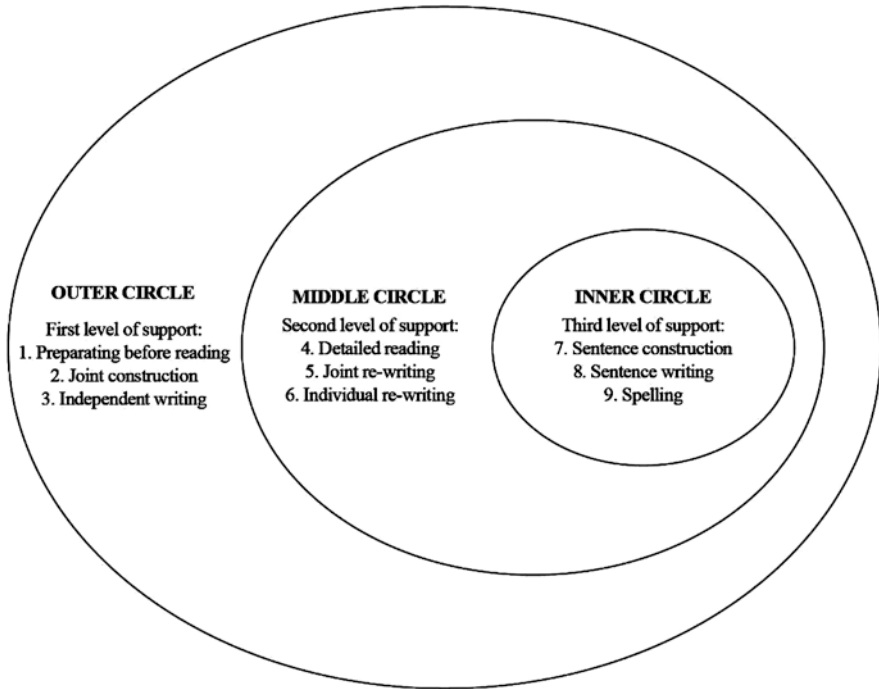 OUTER CIRCLE
First level of support:
1. Preparating before reading
2. Joint construction
3. Independent writing
MIDDLE CIRCLE
Second level of support:
4. Detailed reading
5. Joint re-writing
6. Individual re-writing
INNER CIRCLE
Third level of support:
7. Sentence construction
8. Sentence writing
9. Spelling